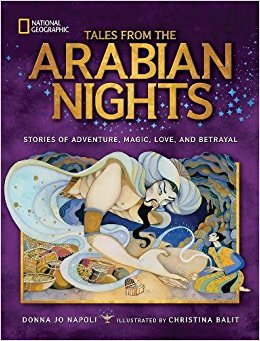 NATIONAL
GEOGRAPHIC
TALES FROM THE
ARABIAN
NIGHTS
STORIES OF ADVENTURE, MAGIC, LOVE, AND BETRAYAL
DONNA JO NAPOLI ILLUSTRATED BY CHRISTINA BALIT